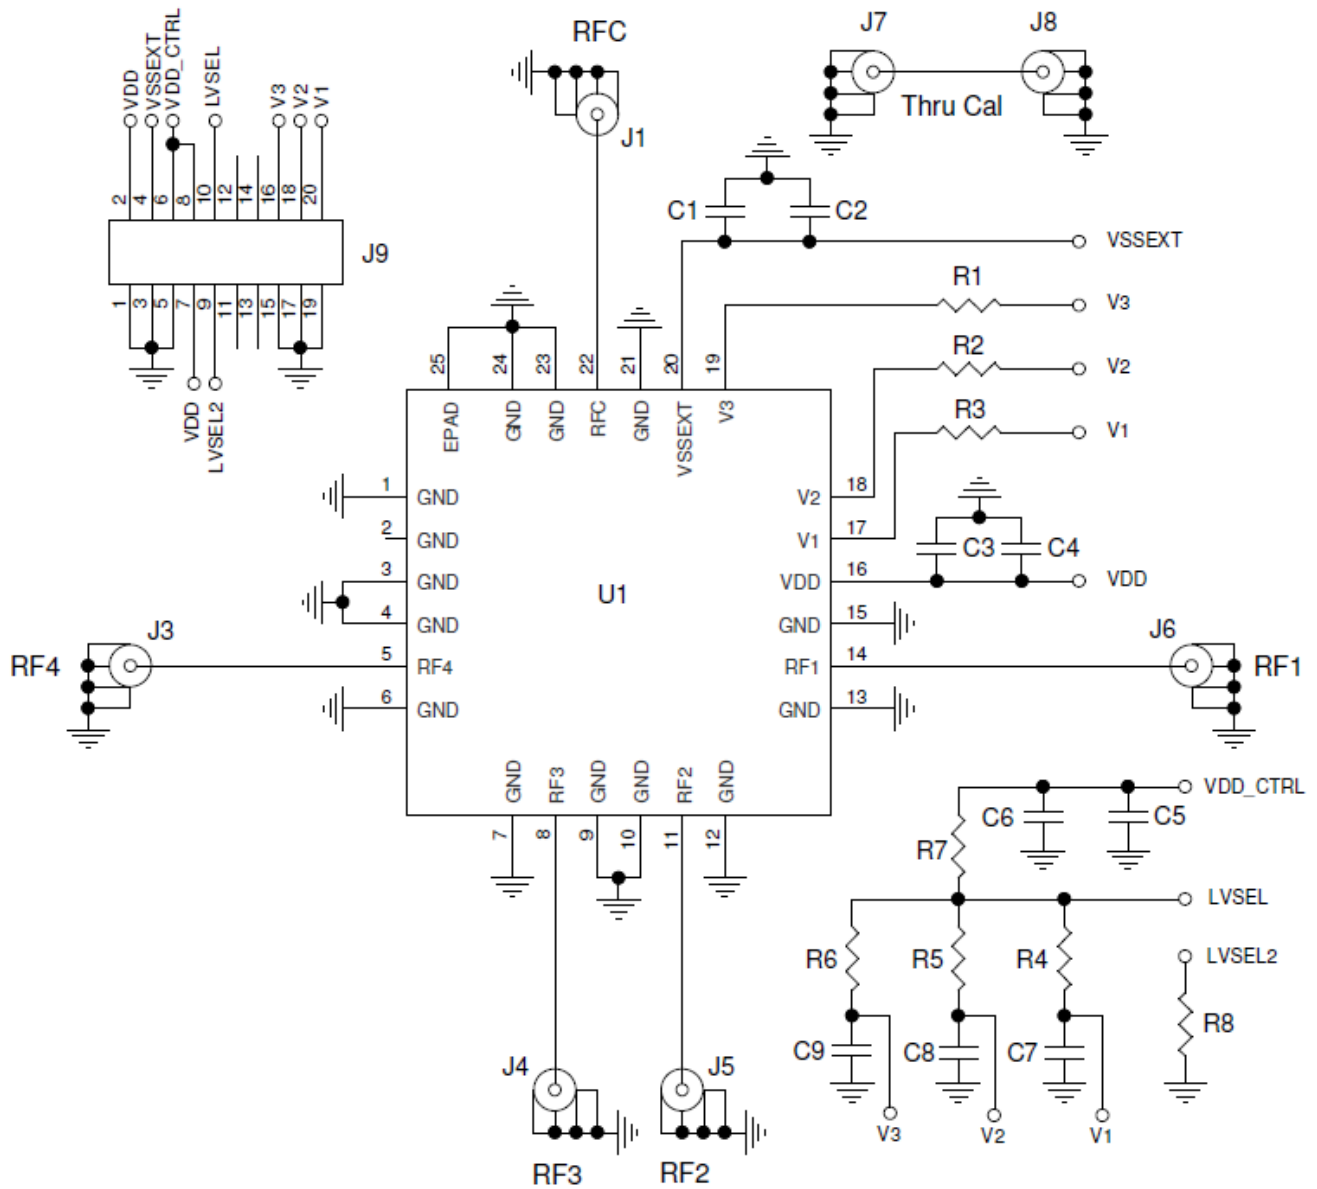 RFC
J1
J7
J8
Thru Cal
VDD
VSSEXT
VDD_CTRL
LVSEL
V3
V2
V1
2
4
6
8
10
12
14
16
18
20
J9
1
3
5
7
9
11
13
15
17
19
VDD
LVSEL2
C1
C2
VSSEXT
R1
V3
R2
V2
R3
V1
25
24
23
22
21
20
19
EPAD
GND
GND
RFC
GND
VSSEXT
V3
1
GND
2
GND
3
GND
4
GND
5
RF4
6
GND
U1
V2
18
V1
17
VDD
16
GND
15
RF1
14
GND
13
C3
C4
VDD
J3
RF4
J6
RF1
GND
RF3
GND
GND
RF2
GND
7
8
9
10
11
12
VDD_CTRL
C6
C5
R7
LVSEL
R6
R5
R4
LVSEL2
R8
C9
C8
C7
V3
V2
V1
J4
J5
RF3
RF2